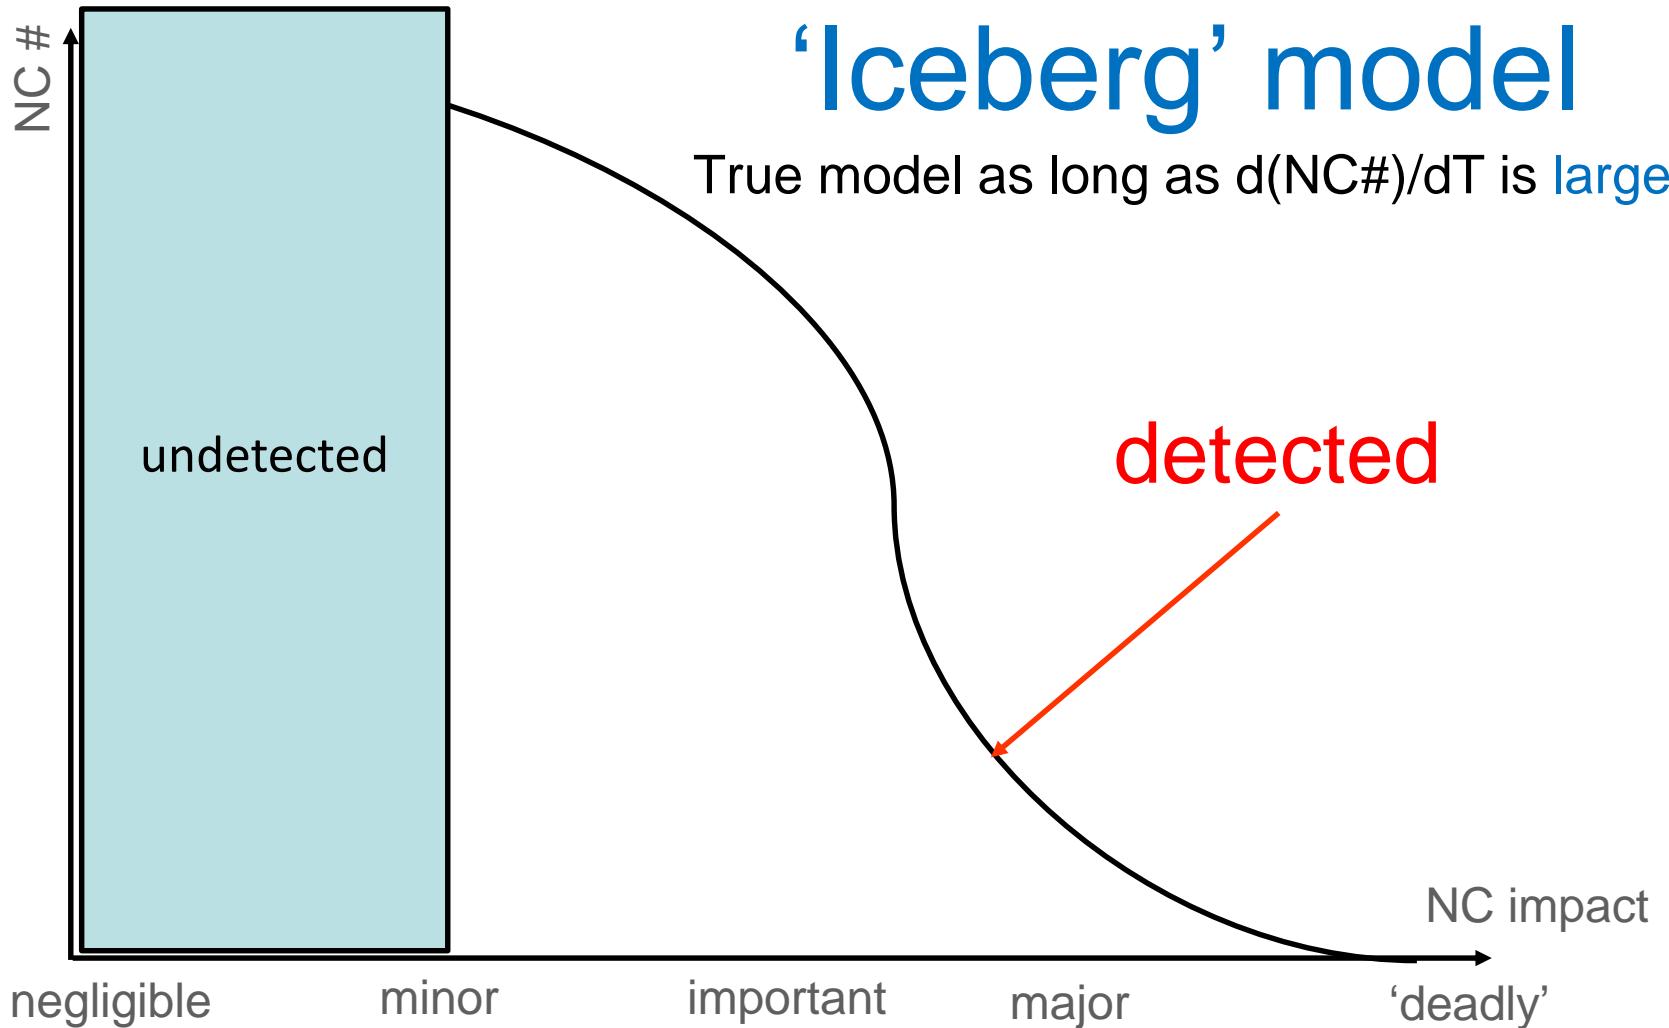 NC #
‘Iceberg’ model
True model as long as d(NC#)/dT is large
undetected
detected
NC impact
negligible
minor
important
major
‘deadly’